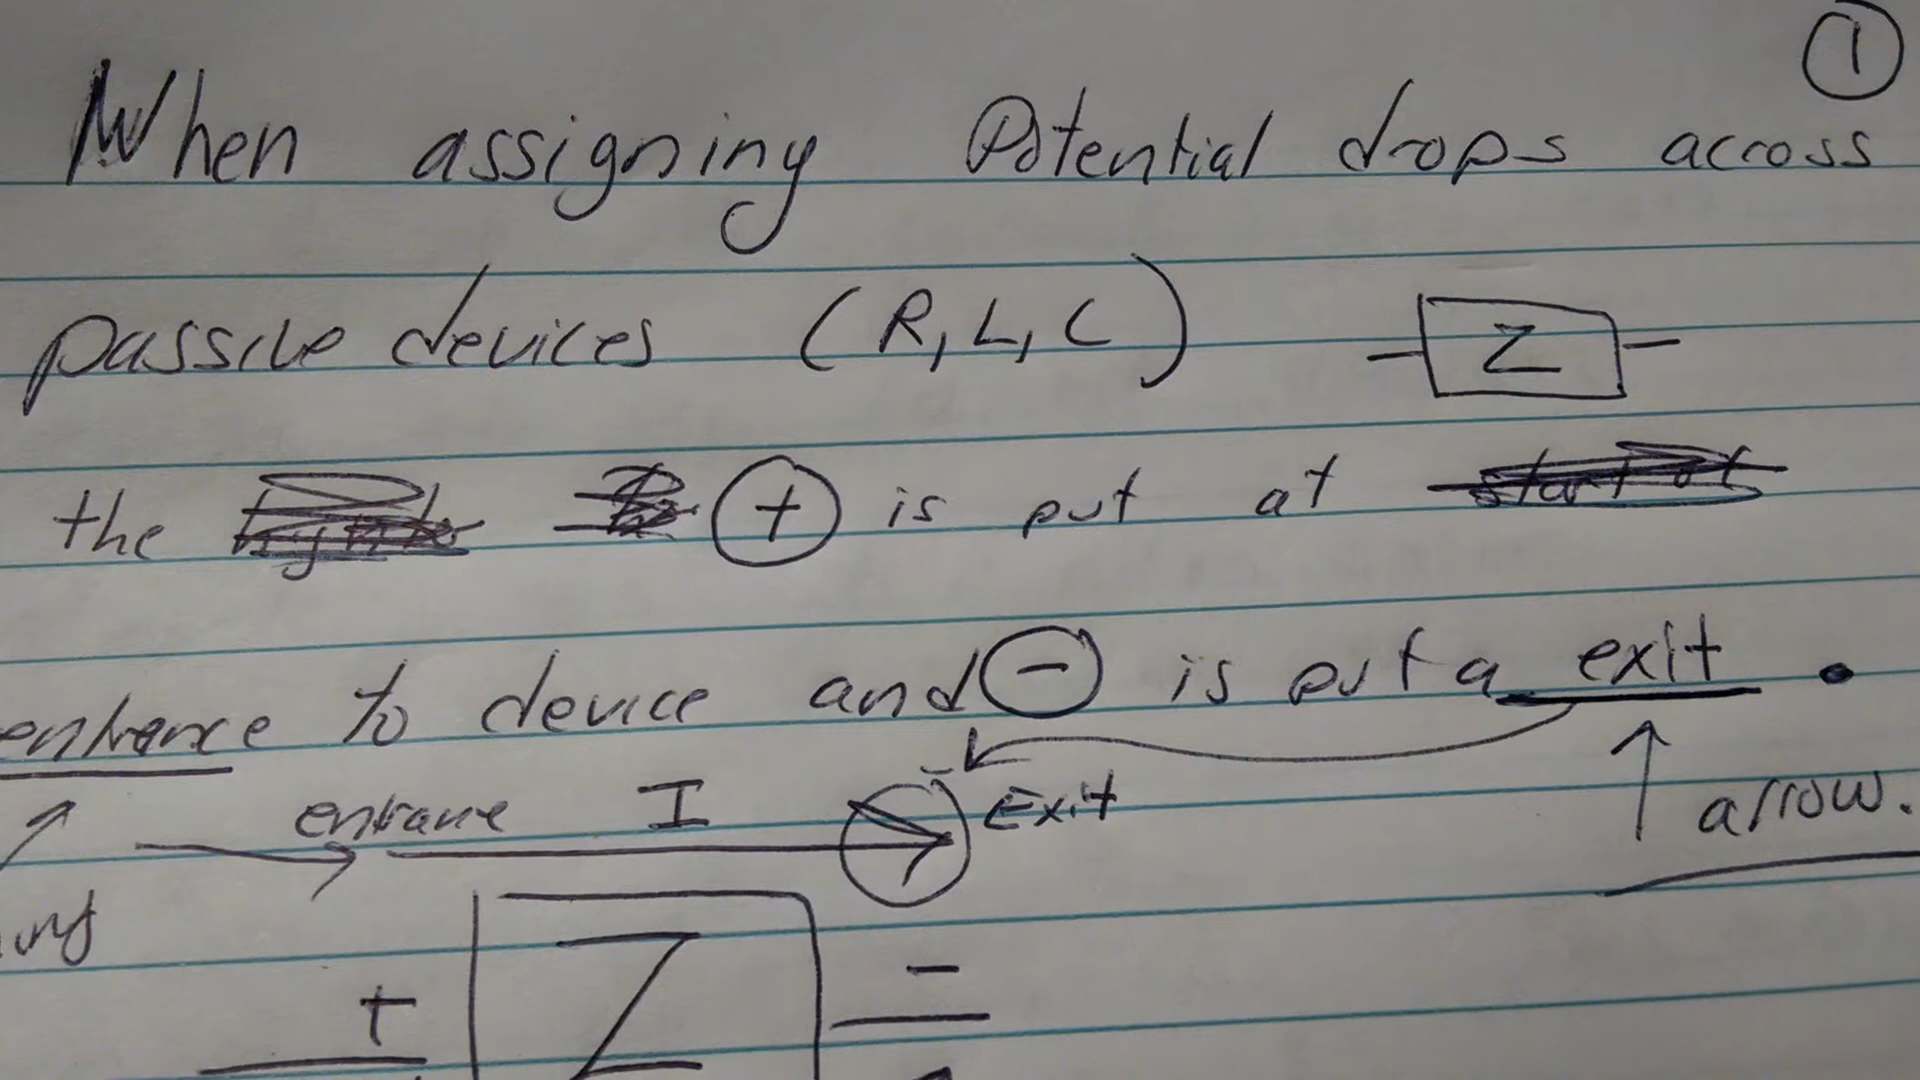 ①
When assigning Potential drops across
passive devices (R, L, C) Z
the + is put at
entrance to device and - is put a exit .
entrance I Exit arrow.
+ Z -